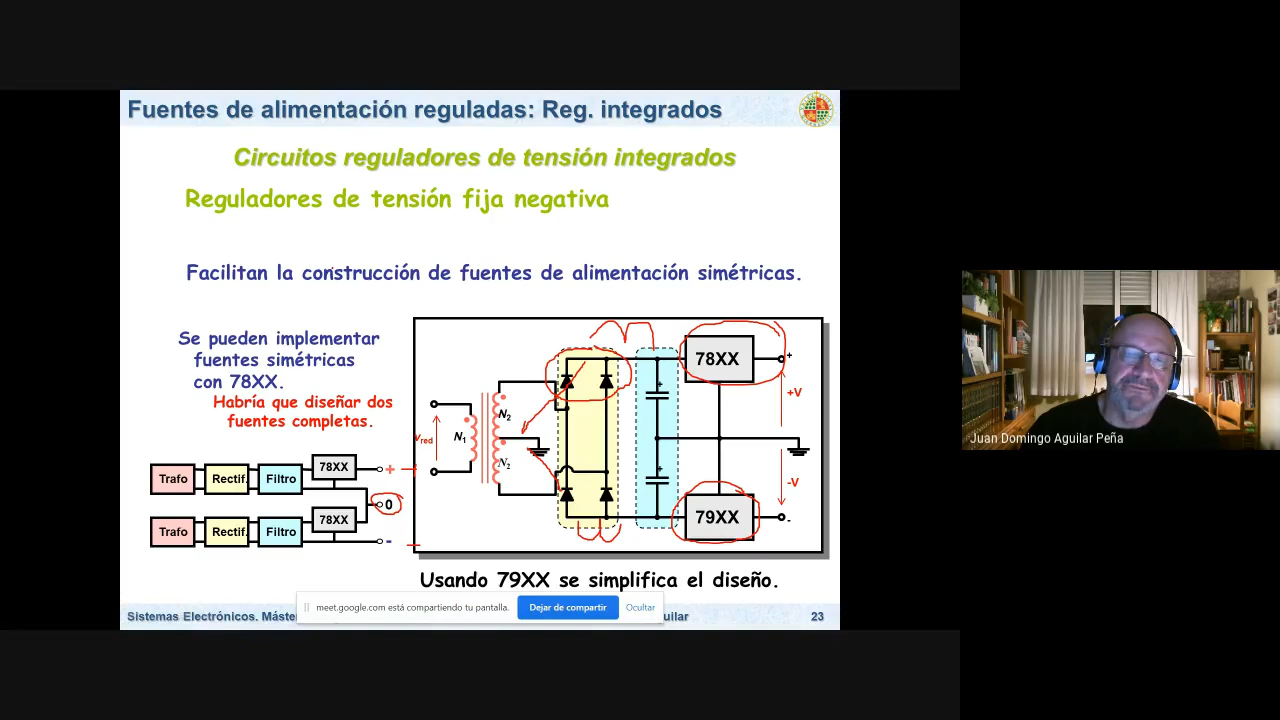 Fuentes de alimentación reguladas: Reg. integrados
Circuitos reguladores de tensión integrados
Reguladores de tensión fija negativa
Facilitan la construcción de fuentes de alimentación simétricas.
Se pueden implementar
fuentes simétricas
con 78XX.
Habría que diseñar dos
fuentes completas.
Trafo
Rectif.
Filtro
78XX
+
0
Trafo
Rectif.
Filtro
78XX
-
vred
N1
N2
N2
+
+
78XX
79XX
+
+V
-V
-
Usando 79XX se simplifica el diseño.
meet.google.com está compartiendo tu pantalla.
Dejar de compartir
Ocultar
Sistemas Electrónicos. Máste
uilar
23
Juan Domingo Aguilar Peña